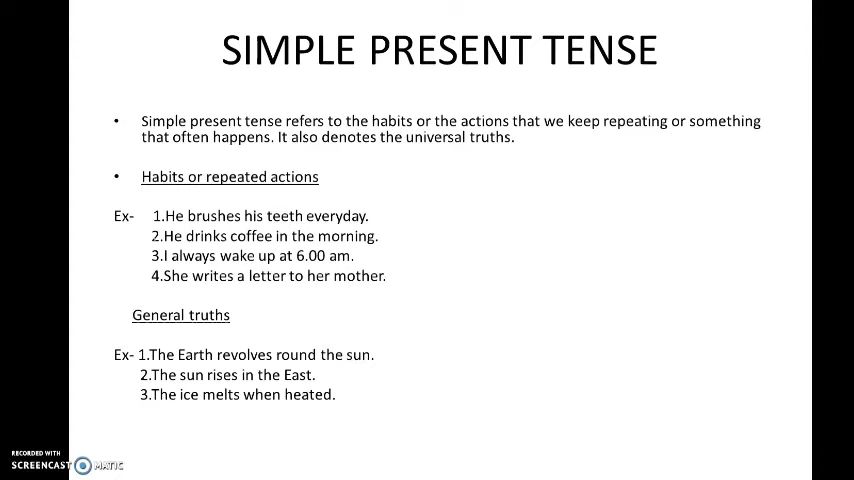 SIMPLE PRESENT TENSE
• Simple present tense refers to the habits or the actions that we keep repeating or something
that often happens. It also denotes the universal truths.
• Habits or repeated actions
Ex- 1.He brushes his teeth everyday.
2.He drinks coffee in the morning.
3.I always wake up at 6.00 am.
4.She writes a letter to her mother.
General truths
Ex- 1.The Earth revolves round the sun.
2.The sun rises in the East.
3.The ice melts when heated.
RECORDED WITH
SCREENCAST MATIC